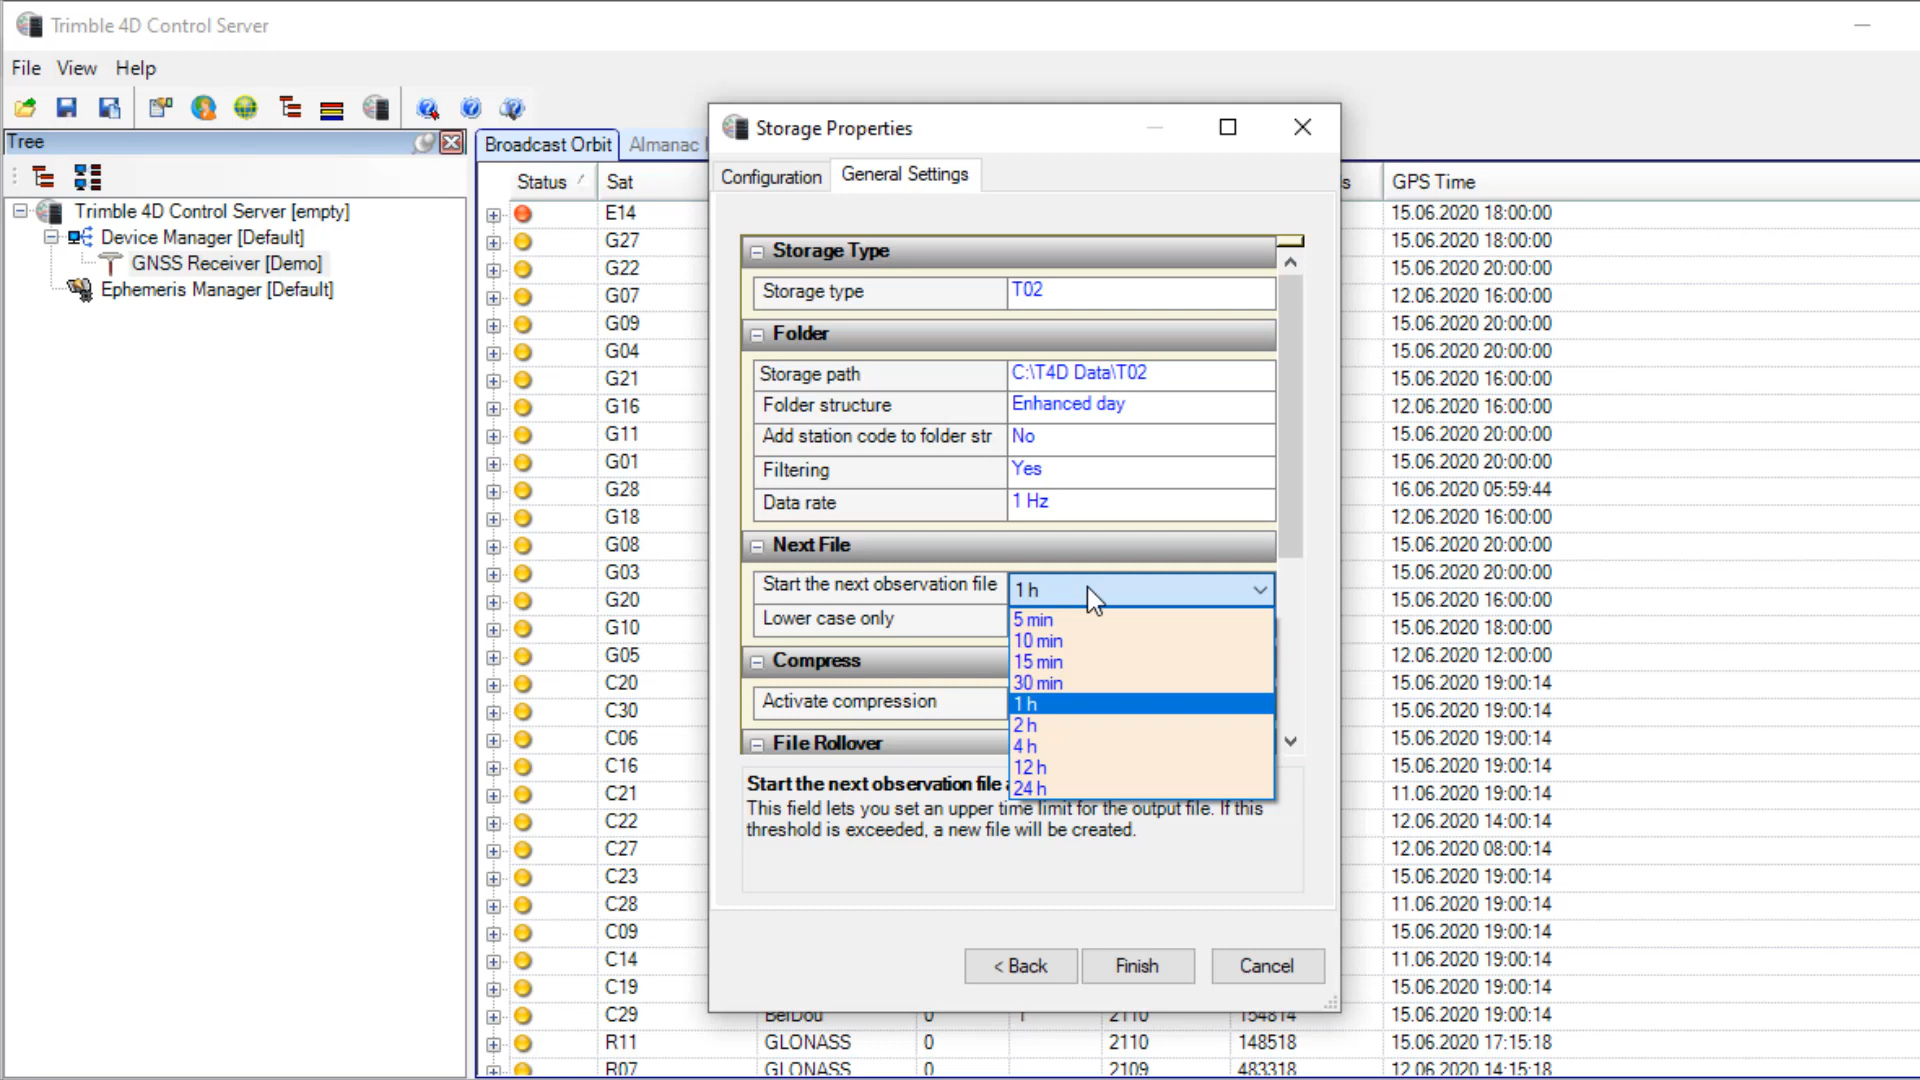 Trimble 4D Control Server
File View Help
Tree
Trimble 4D Control Server [empty]
Device Manager [Default]
GNSS Receiver [Demo]
Ephemeris Manager [Default]
Broadcast Orbit Almanac
Status Sat GPS Time
E14 15.06.2020 18:00:00
G27 15.06.2020 18:00:00
G22 15.06.2020 20:00:00
G07 12.06.2020 16:00:00
G09 15.06.2020 20:00:00
G04 15.06.2020 20:00:00
G21 15.06.2020 16:00:00
G16 12.06.2020 16:00:00
G11 15.06.2020 20:00:00
G01 15.06.2020 20:00:00
G28 16.06.2020 05:59:44
G18 12.06.2020 16:00:00
G08 15.06.2020 20:00:00
G03 15.06.2020 20:00:00
G20 15.06.2020 16:00:00
G10 15.06.2020 18:00:00
G05 12.06.2020 12:00:00
C20 15.06.2020 19:00:14
C30 15.06.2020 19:00:14
C06 15.06.2020 19:00:14
C16 15.06.2020 19:00:14
C21 11.06.2020 19:00:14
C22 12.06.2020 14:00:14
C27 12.06.2020 08:00:14
C23 15.06.2020 19:00:14
C28 11.06.2020 19:00:14
C09 15.06.2020 19:00:14
C14 11.06.2020 19:00:14
C19 15.06.2020 19:00:14
C29 BeiDou 0 1 2110 154814 15.06.2020 19:00:14
R11 GLONASS 0 2110 148518 15.06.2020 17:15:18
R07 GLONASS 0 2109 483318 12.06.2020 14:15:18
Storage Properties
Configuration General Settings
Storage Type
Storage type T02
Folder
Storage path C:\T4D Data\T02
Folder structure Enhanced day
Add station code to folder str No
Filtering Yes
Data rate 1 Hz
Next File
Start the next observation file 1 h
Lower case only
Compress
Activate compression
File Rollover
5 min
10 min
15 min
30 min
1 h
2 h
4 h
12 h
24 h
Start the next observation file
This field lets you set an upper time limit for the output file. If this
threshold is exceeded, a new file will be created.
< Back Finish Cancel